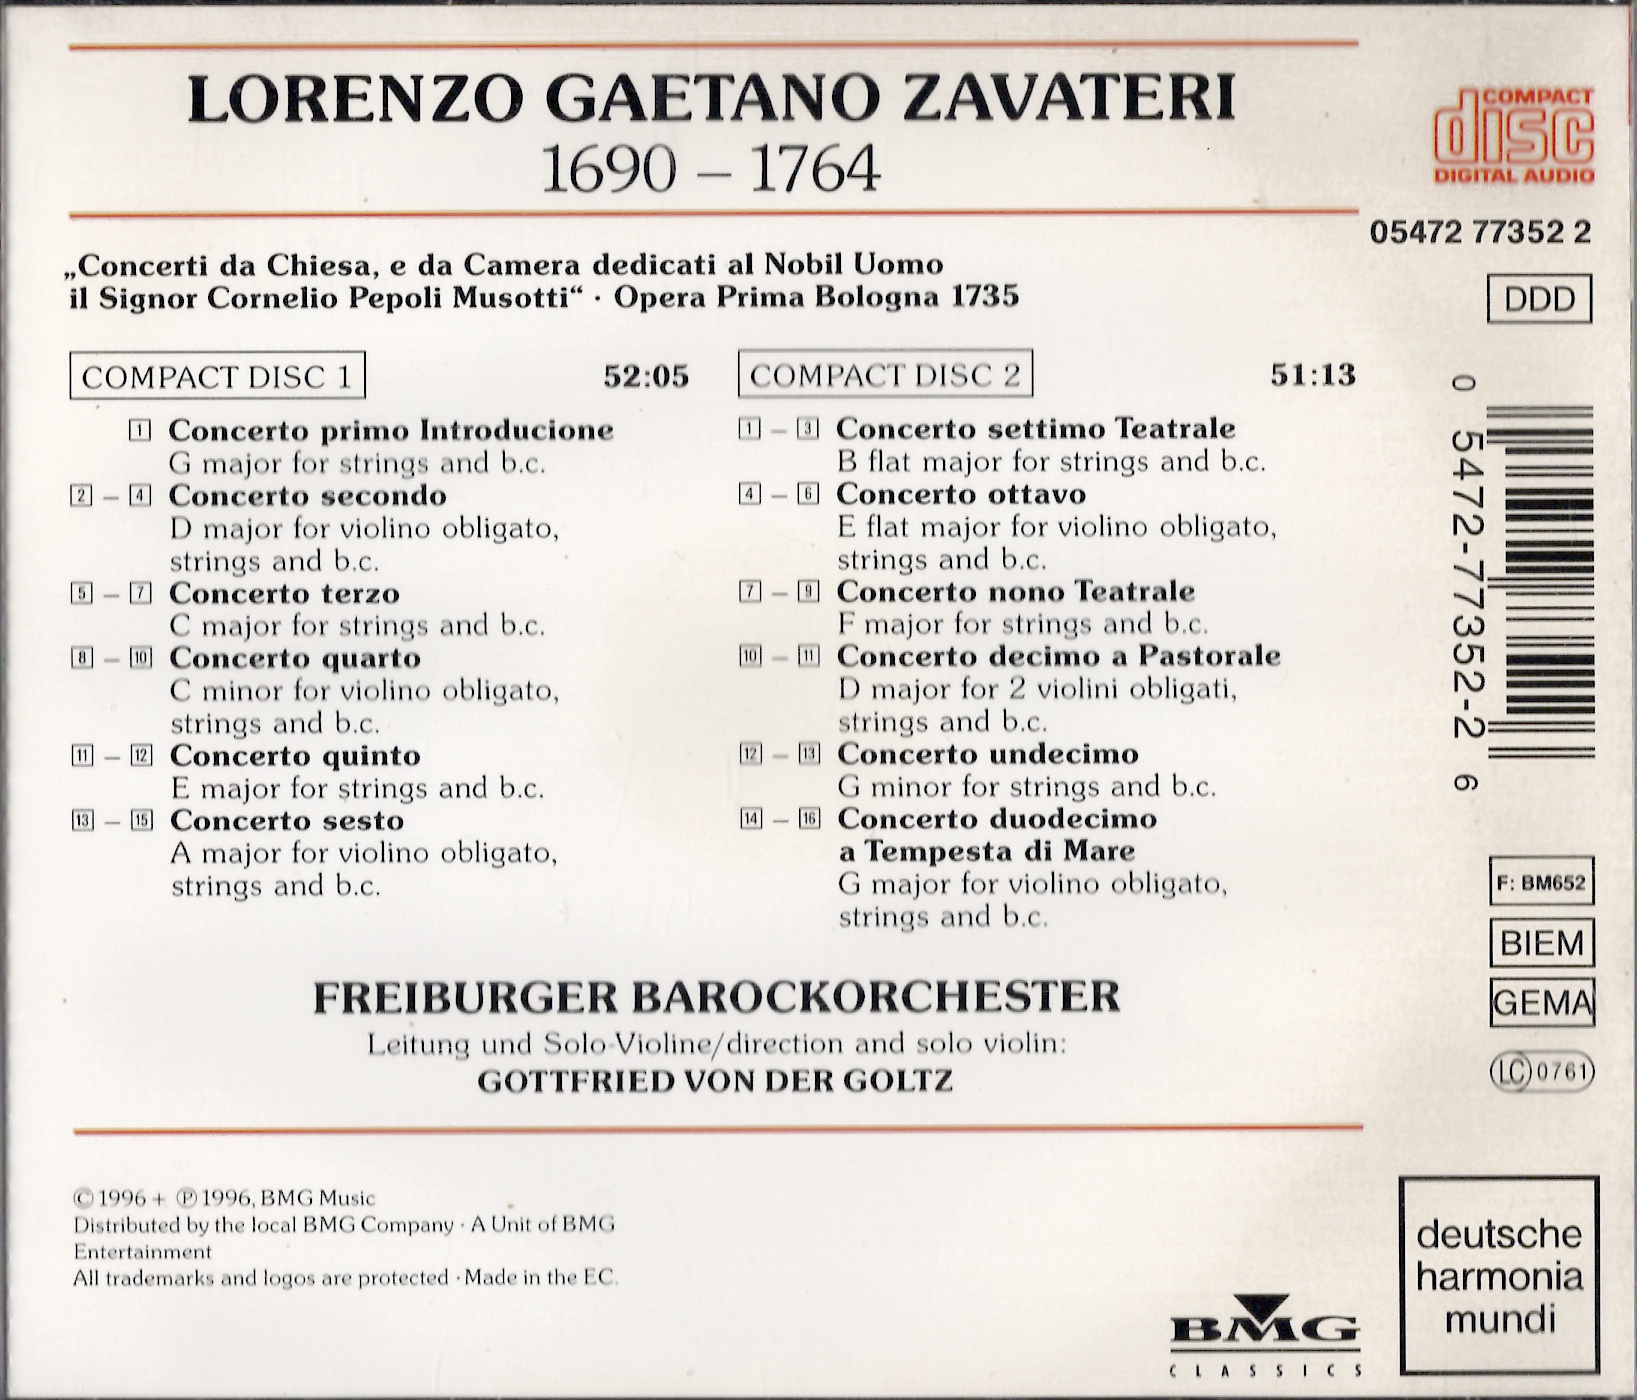 LORENZO GAETANO ZAVATERI
1690 – 1764
COMPACT
disc
DIGITAL AUDIO
05472 77352 2
DDD
„Concerti da Chiesa, e da Camera dedicati al Nobil Uomo
il Signor Cornelio Pepoli Musotti“ · Opera Prima Bologna 1735
COMPACT DISC 1 52:05
1 Concerto primo Introducione
G major for strings and b.c.
2 – 4 Concerto secondo
D major for violino obligato,
strings and b.c.
5 – 7 Concerto terzo
C major for strings and b.c.
8 – 10 Concerto quarto
C minor for violino obligato,
strings and b.c.
11 – 12 Concerto quinto
E major for strings and b.c.
13 – 15 Concerto sesto
A major for violino obligato,
strings and b.c.
COMPACT DISC 2 51:13
1 – 3 Concerto settimo Teatrale
B flat major for strings and b.c.
4 – 6 Concerto ottavo
E flat major for violino obligato,
strings and b.c.
7 – 9 Concerto nono Teatrale
F major for strings and b.c.
10 – 11 Concerto decimo a Pastorale
D major for 2 violini obligati,
strings and b.c.
12 – 13 Concerto undecimo
G minor for strings and b.c.
14 – 16 Concerto duodecimo
a Tempesta di Mare
G major for violino obligato,
strings and b.c.
0 5472-77352-2 6
F: BM652
BIEM
GEMA
LC 0761
FREIBURGER BAROCKORCHESTER
Leitung und Solo-Violine/direction and solo violin:
GOTTFRIED VON DER GOLTZ
© 1996 + ℗ 1996, BMG Music
Distributed by the local BMG Company · A Unit of BMG
Entertainment
All trademarks and logos are protected · Made in the EC.
BMG
CLASSICS
deutsche
harmonia
mundi